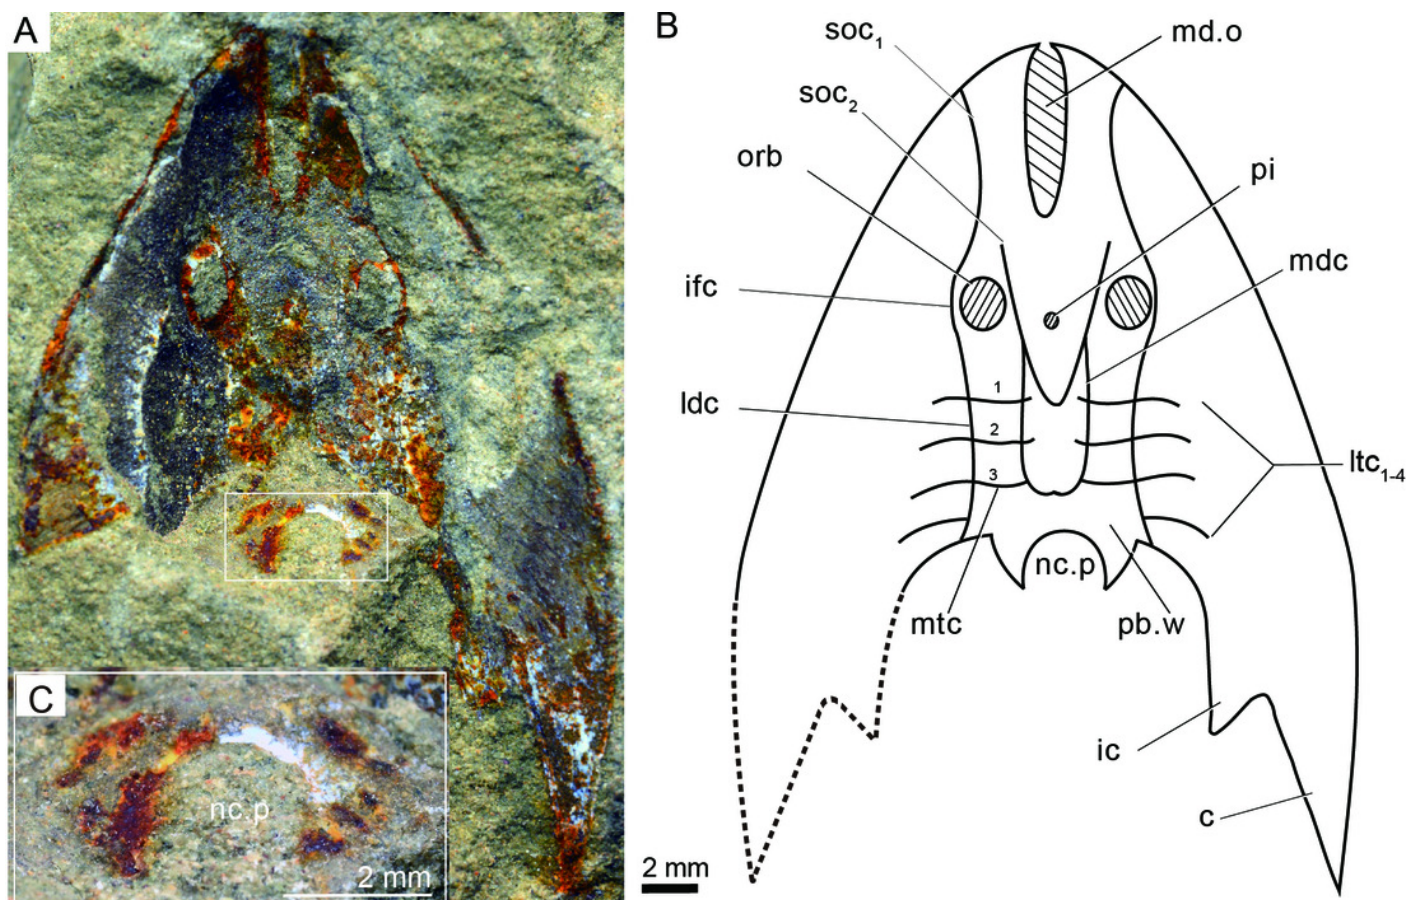 A
B
soc1
md.o
soc2
orb
pi
mdc
ifc
1
ldc
2
ltc1-4
3
nc.p
mtc
pb.w
C
ic
nc.p
c
2 mm
2 mm